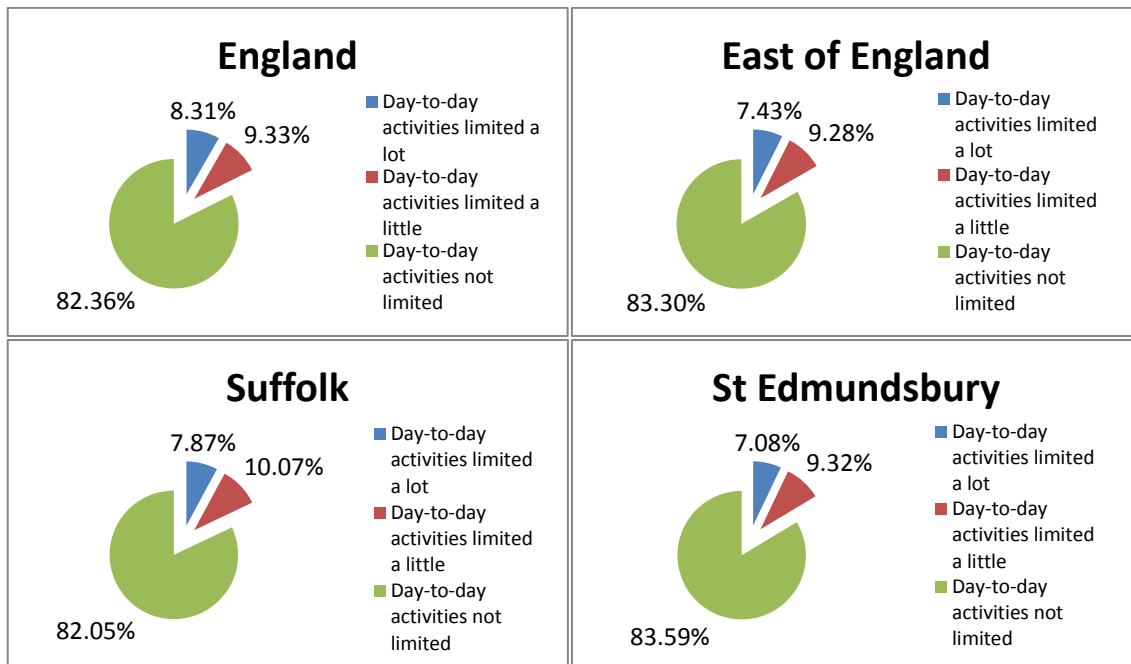 England
8.31%
9.33%
82.36%
Day-to-day
activities limited a
lot
Day-to-day
activities limited a
little
Day-to-day
activities not
limited
East of England
7.43%
9.28%
83.30%
Day-to-day
activities limited
a lot
Day-to-day
activities limited
a little
Day-to-day
activities not
limited
Suffolk
7.87%
10.07%
82.05%
Day-to-day
activities limited
a lot
Day-to-day
activities limited
a little
Day-to-day
activities not
limited
St Edmundsbury
7.08%
9.32%
83.59%
Day-to-day
activities limited
a lot
Day-to-day
activities limited
a little
Day-to-day
activities not
limited